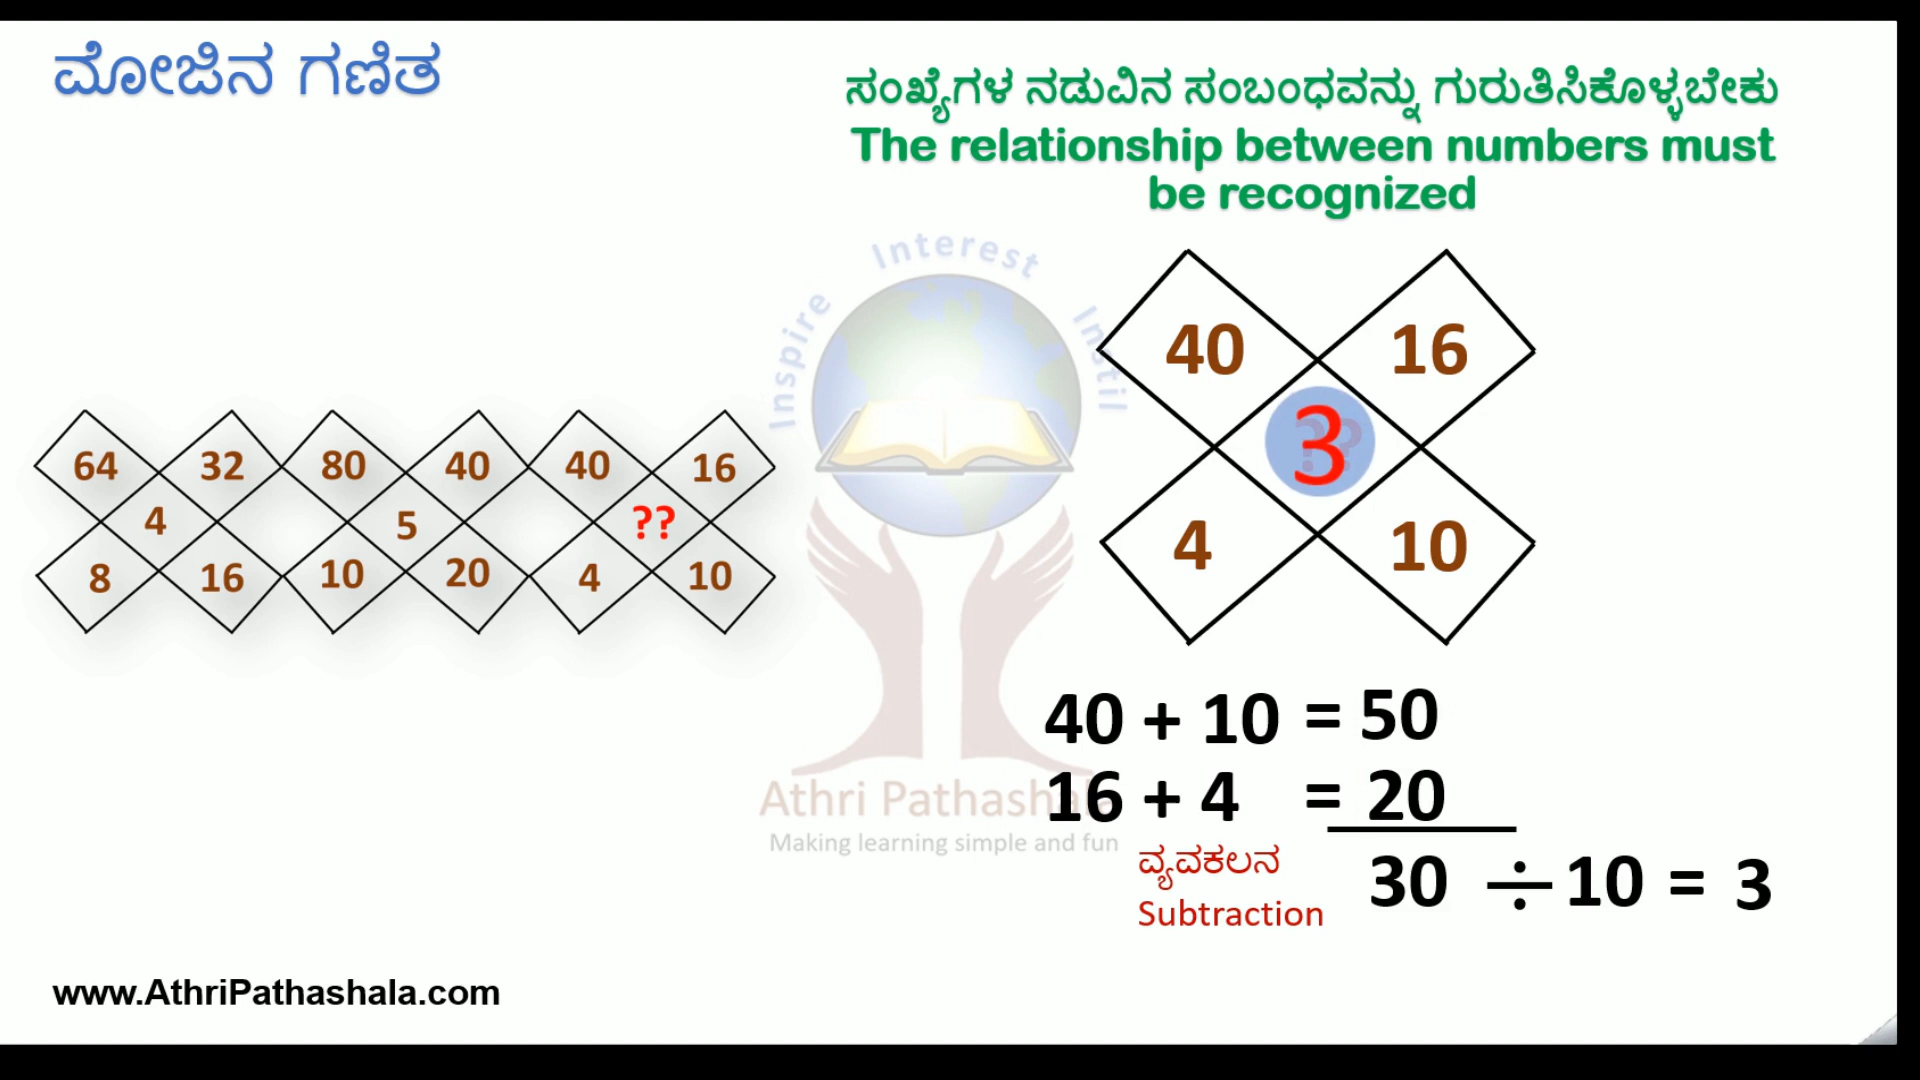 ಮೋಜಿನ ಗಣಿತ
ಸಂಖ್ಯೆಗಳ ನಡುವಿನ ಸಂಬಂಧವನ್ನು ಗುರುತಿಸಿಕೊಳ್ಳಬೇಕು
The relationship between numbers must
be recognized
Inspire Interest Instil
64 32 80 40 40 16
4 5 ??
8 16 10 20 4 10
40 16
3
4 10
40 + 10 = 50
16 + 4 = 20
Athri Pathashala
Making learning simple and fun
ವ್ಯವಕಲನ
Subtraction
30 ÷ 10 = 3
www.AthriPathashala.com